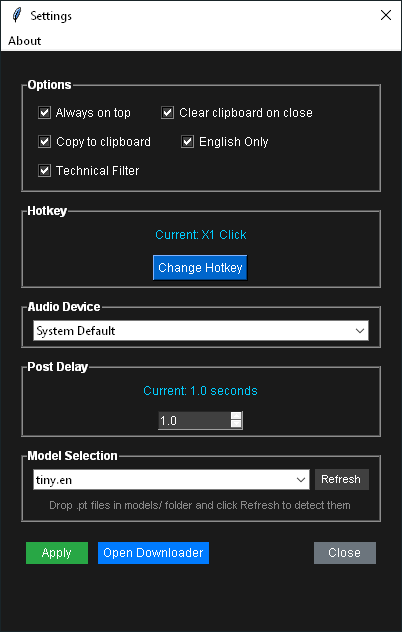 Settings
About
Options
Always on top Clear clipboard on close
Copy to clipboard English Only
Technical Filter
Hotkey
Current: X1 Click
Change Hotkey
Audio Device
System Default
Post Delay
Current: 1.0 seconds
1.0
Model Selection
tiny.en Refresh
Drop .pt files in models/ folder and click Refresh to detect them
Apply Open Downloader Close